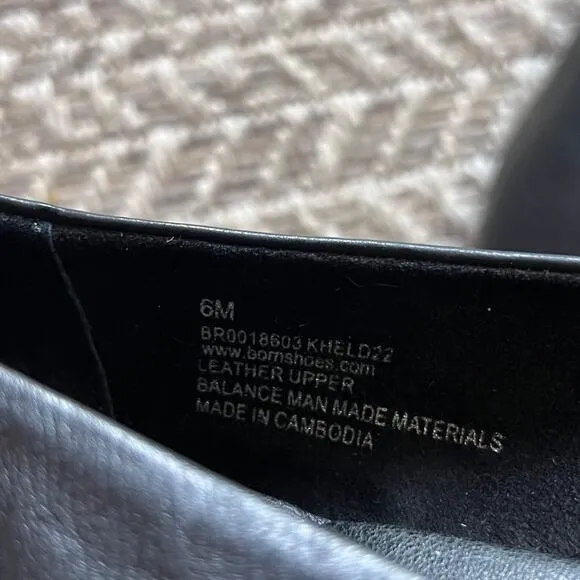 6M
BR0018603 KHELD22
www.bornshoes.com
LEATHER UPPER
BALANCE MAN MADE MATERIALS
MADE IN CAMBODIA